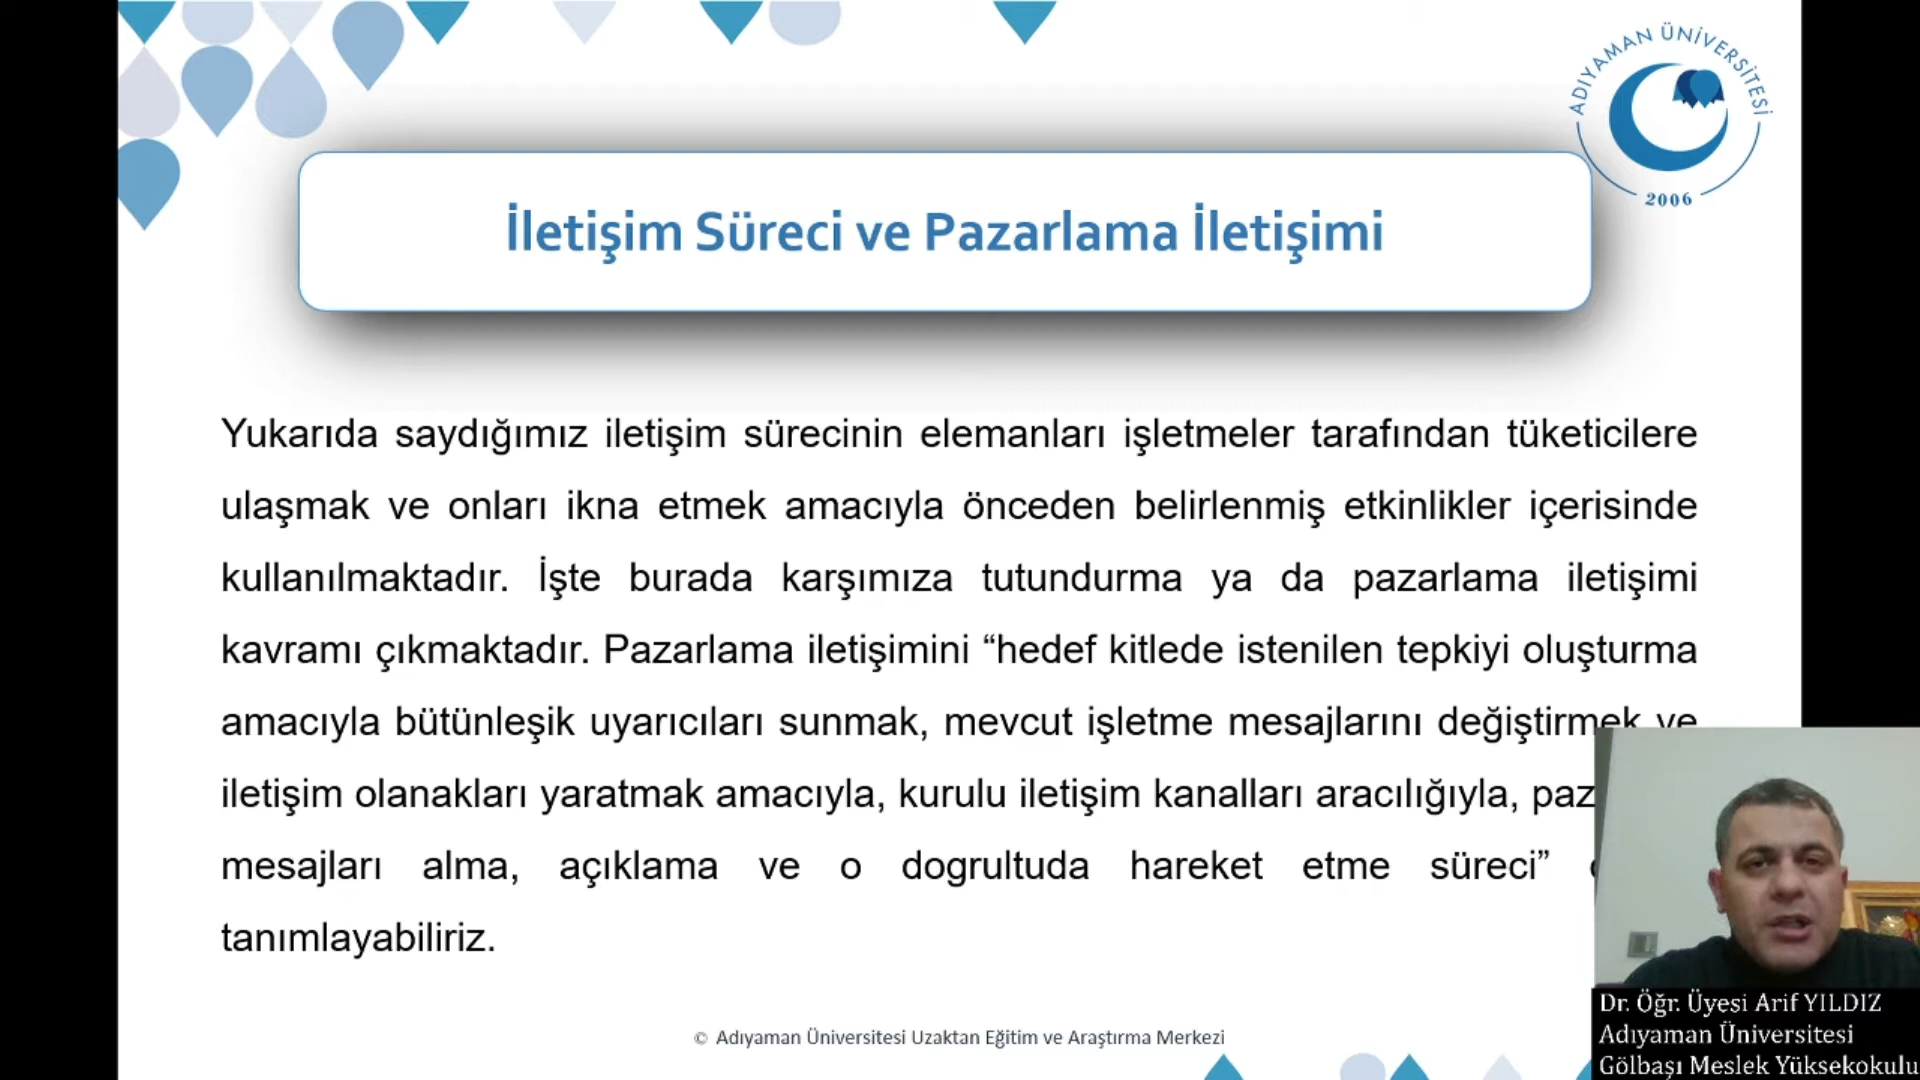 ADIYAMAN ÜNİVERSİTESİ
2006
İletişim Süreci ve Pazarlama İletişimi
Yukarıda saydığımız iletişim sürecinin elemanları işletmeler tarafından tüketicilere
ulaşmak ve onları ikna etmek amacıyla önceden belirlenmiş etkinlikler içerisinde
kullanılmaktadır. İşte burada karşımıza tutundurma ya da pazarlama iletişimi
kavramı çıkmaktadır. Pazarlama iletişimini “hedef kitlede istenilen tepkiyi oluşturma
amacıyla bütünleşik uyarıcıları sunmak, mevcut işletme mesajlarını değiştirmek ve
iletişim olanakları yaratmak amacıyla, kurulu iletişim kanalları aracılığıyla,
mesajları alma, açıklama ve o dogrultuda hareket etme süreci”
tanımlayabiliriz.
© Adıyaman Üniversitesi Uzaktan Eğitim ve Araştırma Merkezi
Dr. Öğr. Üyesi Arif YILDIZ
Adıyaman Üniversitesi
Gölbaşı Meslek Yüksekokulu